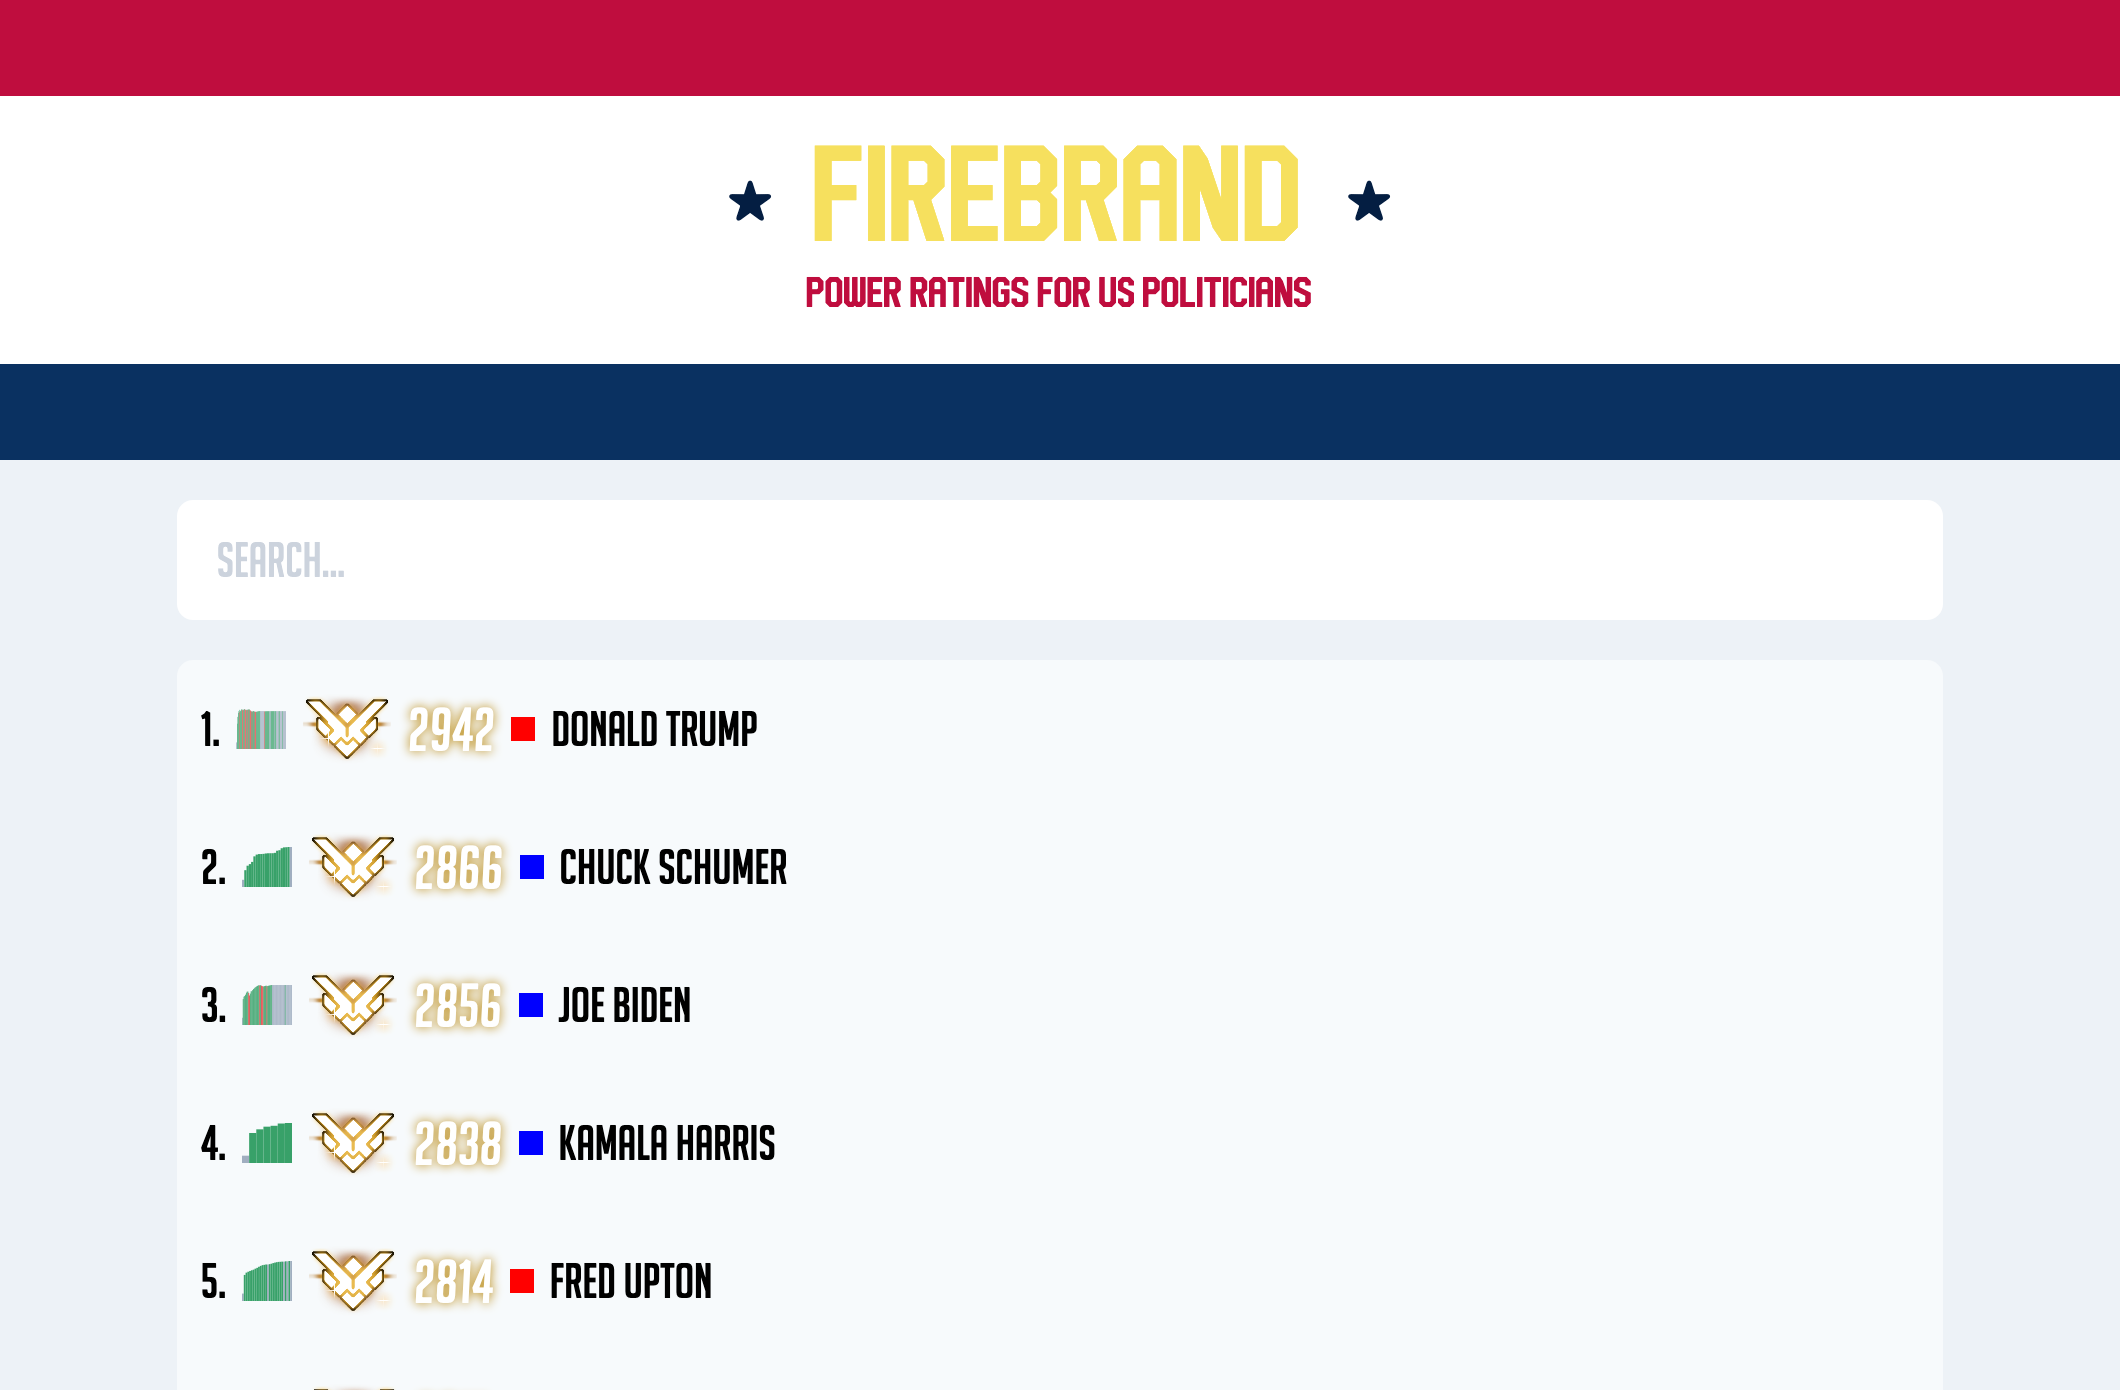 FIREBRAND
POWER RATINGS FOR US POLITICIANS
SEARCH...
1. 2942 DONALD TRUMP
2. 2866 CHUCK SCHUMER
3. 2856 JOE BIDEN
4. 2838 KAMALA HARRIS
5. 2814 FRED UPTON